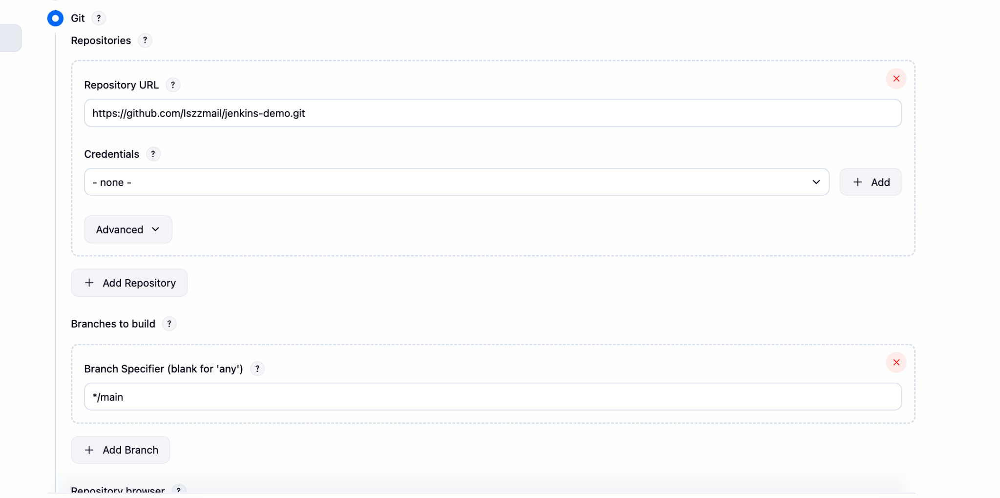 Git ?
Repositories ?
Repository URL ?
https://github.com/lszzmail/jenkins-demo.git
Credentials ?
- none -
Add
Advanced
Add Repository
Branches to build ?
Branch Specifier (blank for 'any') ?
*/main
Add Branch
Repository browser ?